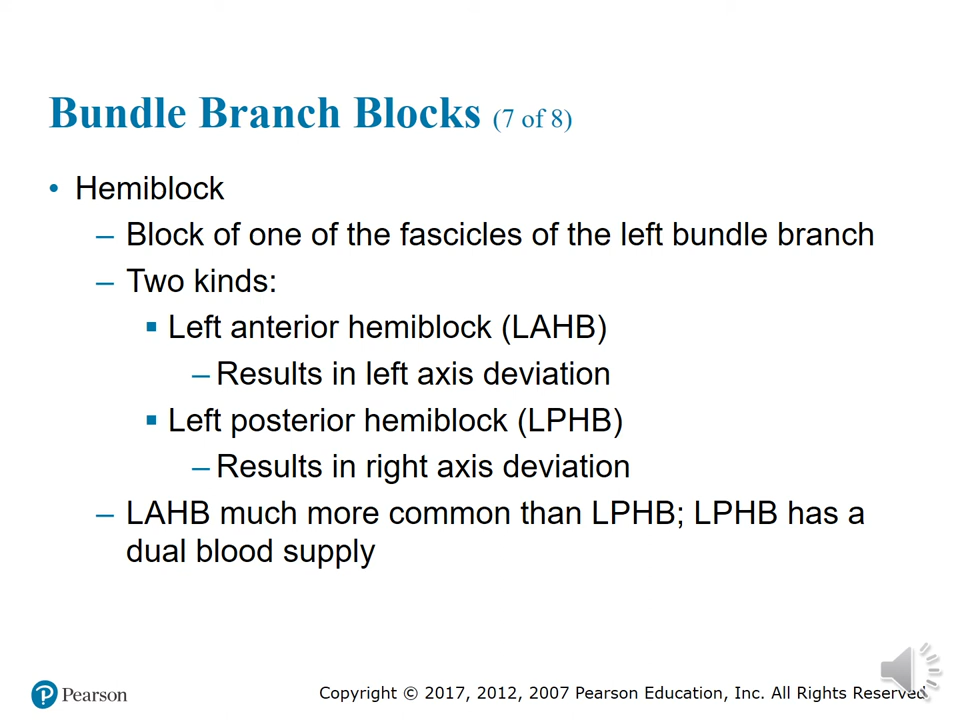 Bundle Branch Blocks (7 of 8)
• Hemiblock
– Block of one of the fascicles of the left bundle branch
– Two kinds:
▪ Left anterior hemiblock (LAHB)
– Results in left axis deviation
▪ Left posterior hemiblock (LPHB)
– Results in right axis deviation
– LAHB much more common than LPHB; LPHB has a
dual blood supply
P Pearson
Copyright © 2017, 2012, 2007 Pearson Education, Inc. All Rights Reserved